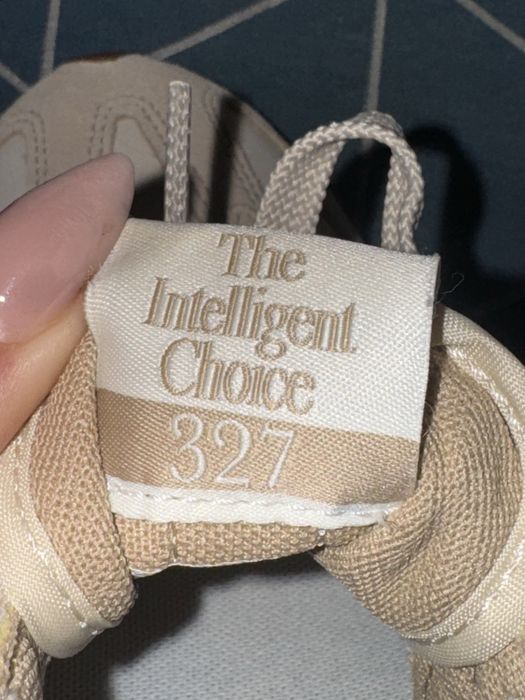 The
Intelligent
Choice
327